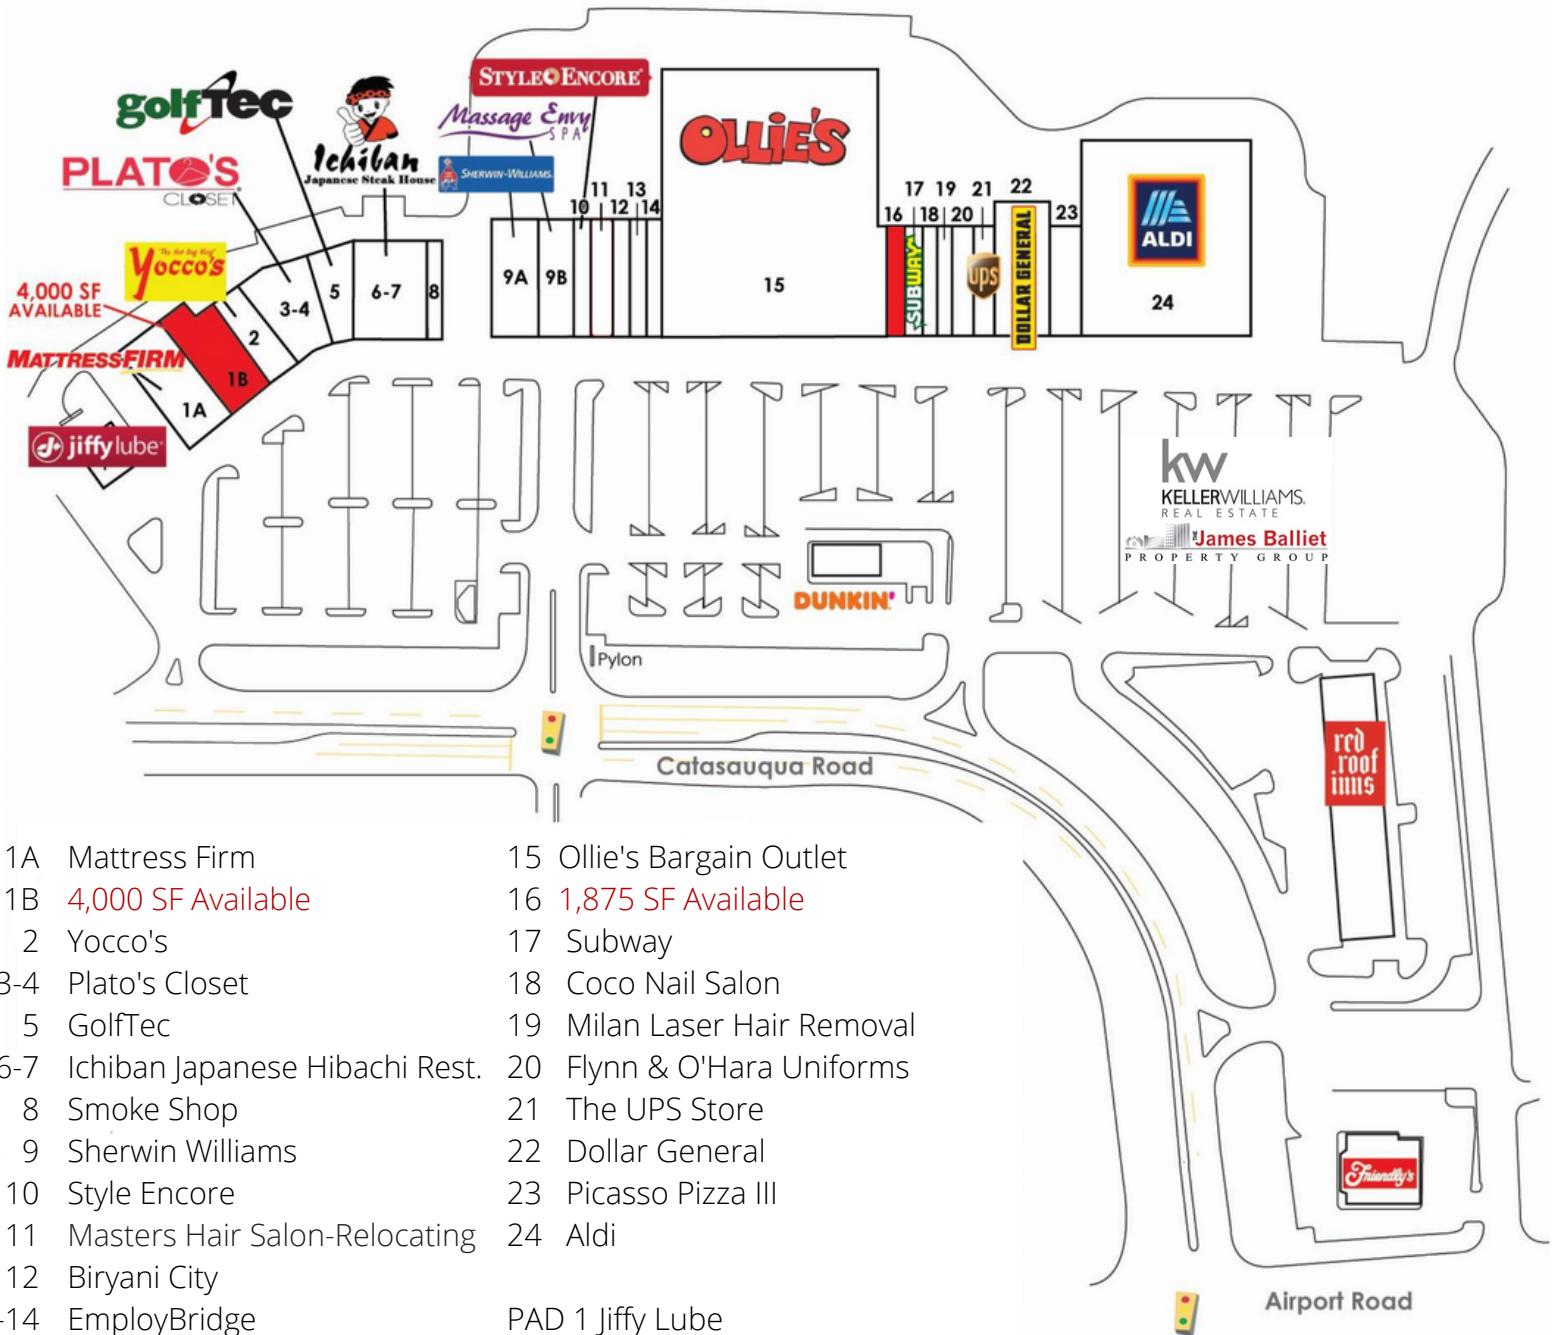 STYLE ENCORE
golfTEC
Massage Envy
SPA
OLLIE'S
Ichiban
Japanese Steak House
PLATO'S
CLOSET
SHERWIN-WILLIAMS.
11
13
10
12
14
17
19
21
22
16
18
20
23
ALDI
"The Hot Dog King"
Yocco's
4,000 SF
AVAILABLE
9A
9B
15
SUBWAY
ups
DOLLAR GENERAL
24
5
6-7
8
3-4
2
MATTRESSFIRM
1B
1A
jiffylube
kw
KELLERWILLIAMS.
REAL ESTATE
THE James Balliet
PROPERTY GROUP
DUNKIN'
Pylon
red
roof
inns
Catasauqua Road
1A Mattress Firm
1B 4,000 SF Available
2 Yocco's
3-4 Plato's Closet
5 GolfTec
6-7 Ichiban Japanese Hibachi Rest.
8 Smoke Shop
9 Sherwin Williams
10 Style Encore
11 Masters Hair Salon-Relocating
12 Biryani City
-14 EmployBridge
15 Ollie's Bargain Outlet
16 1,875 SF Available
17 Subway
18 Coco Nail Salon
19 Milan Laser Hair Removal
20 Flynn & O'Hara Uniforms
21 The UPS Store
22 Dollar General
23 Picasso Pizza III
24 Aldi
PAD 1 Jiffy Lube
Friendly's
Airport Road